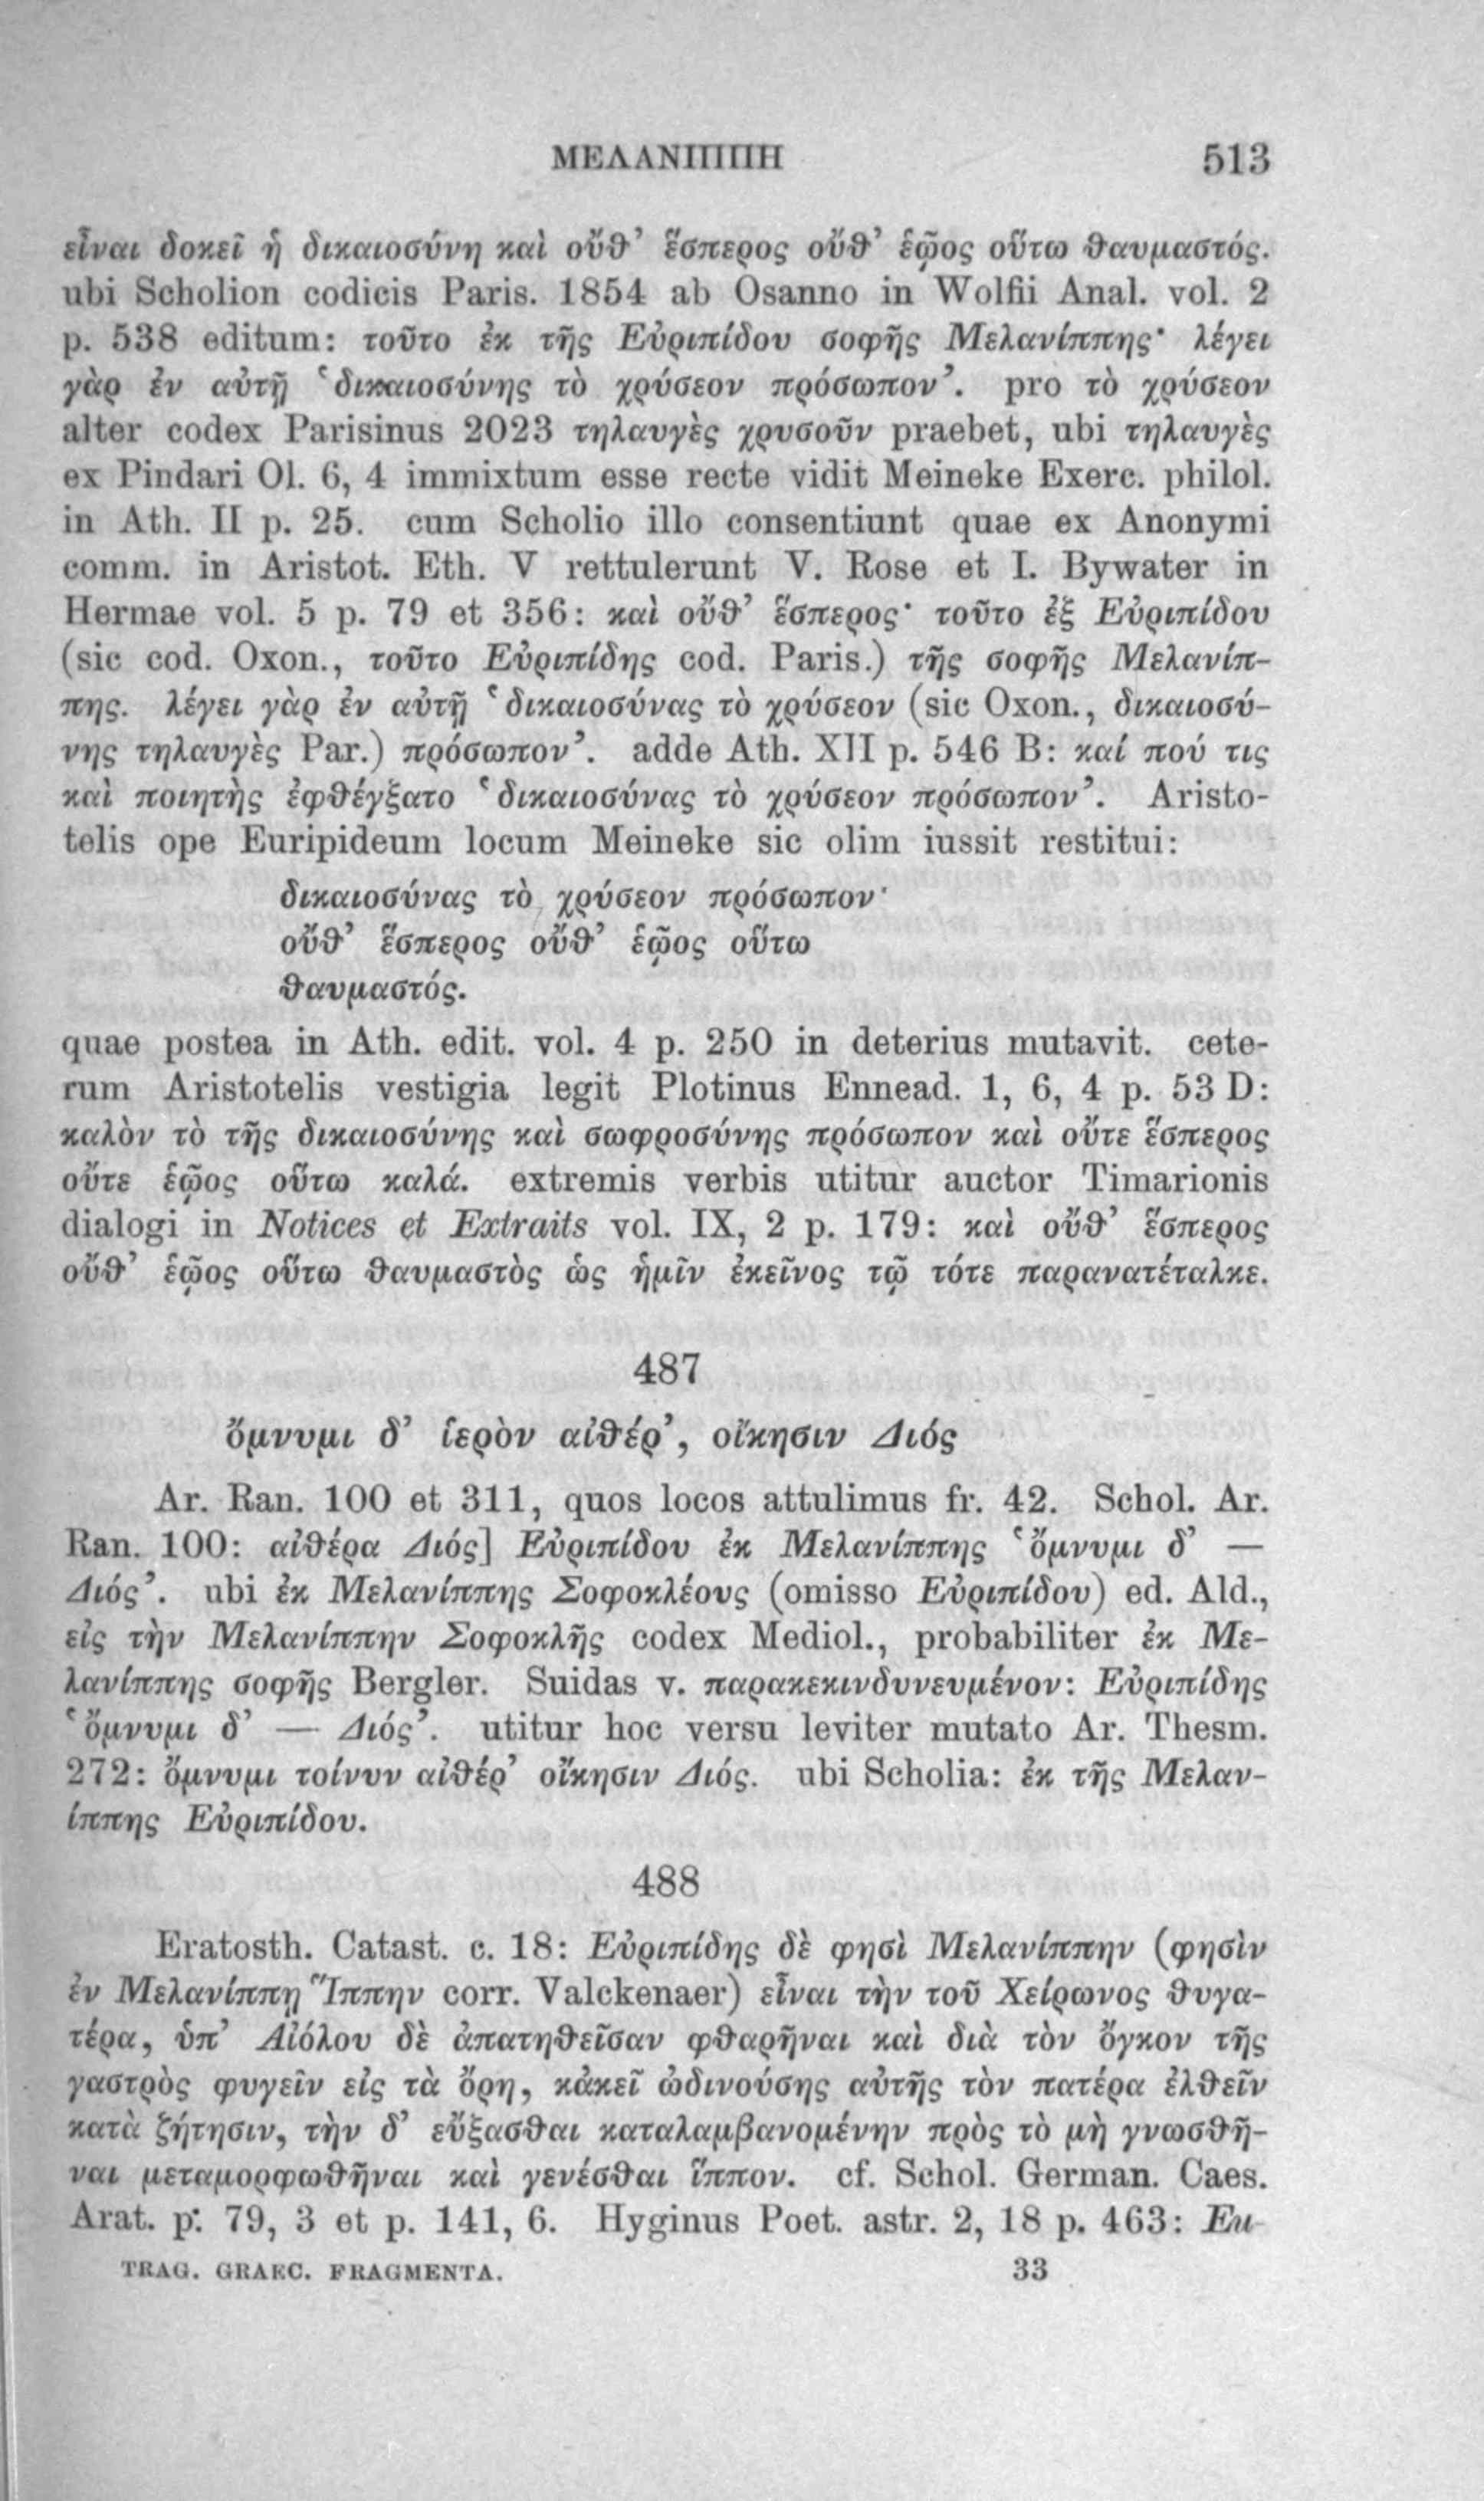 ΜΕΛΑΝΙΠΠΗ 513
εἶναι δοκεῖ ἡ δικαιοσύνη καὶ οὔθ’ ἕσπερος οὔθ’ ἑῷος οὕτω θαυμαστός.
ubi Scholion codicis Paris. 1854 ab Osanno in Wolfii Anal. vol. 2
p. 538 editum: τοῦτο ἐκ τῆς Εὐριπίδου σοφῆς Μελανίππης· λέγει
γὰρ ἐν αὐτῇ ‘δικαιοσύνης τὸ χρύσεον πρόσωπον’. pro τὸ χρύσεον
alter codex Parisinus 2023 τηλαυγὲς χρυσοῦν praebet, ubi τηλαυγὲς
ex Pindari Ol. 6, 4 immixtum esse recte vidit Meineke Exerc. philol.
in Ath. II p. 25. cum Scholio illo consentiunt quae ex Anonymi
comm. in Aristot. Eth. V rettulerunt V. Rose et I. Bywater in
Hermae vol. 5 p. 79 et 356: καὶ οὔθ’ ἕσπερος· τοῦτο ἐξ Εὐριπίδου
(sic cod. Oxon., τοῦτο Εὐριπίδης cod. Paris.) τῆς σοφῆς Μελανίπ-
πης. λέγει γὰρ ἐν αὐτῇ ‘δικαιοσύνας τὸ χρύσεον (sic Oxon., δικαιοσύ-
νης τηλαυγὲς Par.) πρόσωπον’. adde Ath. XII p. 546 B: καί πού τις
καὶ ποιητὴς ἐφθέγξατο ‘δικαιοσύνας τὸ χρύσεον πρόσωπον’. Aristo-
telis ope Euripideum locum Meineke sic olim iussit restitui:
δικαιοσύνας τὸ χρύσεον πρόσωπον·
οὔθ’ ἕσπερος οὔθ’ ἑῷος οὕτω
θαυμαστός.
quae postea in Ath. edit. vol. 4 p. 250 in deterius mutavit. cete-
rum Aristotelis vestigia legit Plotinus Ennead. 1, 6, 4 p. 53 D:
καλὸν τὸ τῆς δικαιοσύνης καὶ σωφροσύνης πρόσωπον καὶ οὔτε ἕσπερος
οὔτε ἑῷος οὕτω καλά. extremis verbis utitur auctor Timarionis
dialogi in Notices et Extraits vol. IX, 2 p. 179: καὶ οὔθ’ ἕσπερος
οὔθ’ ἑῷος οὕτω θαυμαστὸς ὡς ἡμῖν ἐκεῖνος τῷ τότε παρανατέταλκε.
487
ὄμνυμι δ’ ἱερὸν αἰθέρ’, οἴκησιν Διός
Ar. Ran. 100 et 311, quos locos attulimus fr. 42. Schol. Ar.
Ran. 100: αἰθέρα Διός] Εὐριπίδου ἐκ Μελανίππης ‘ὄμνυμι δ’ —
Διός’. ubi ἐκ Μελανίππης Σοφοκλέους (omisso Εὐριπίδου) ed. Ald.,
εἰς τὴν Μελανίππην Σοφοκλῆς codex Mediol., probabiliter ἐκ Με-
λανίππης σοφῆς Bergler. Suidas v. παρακεκινδυνευμένον: Εὐριπίδης
‘ὄμνυμι δ’ — Διός’. utitur hoc versu leviter mutato Ar. Thesm.
272: ὄμνυμι τοίνυν αἰθέρ’ οἴκησιν Διός. ubi Scholia: ἐκ τῆς Μελαν-
ίππης Εὐριπίδου.
488
Eratosth. Catast. c. 18: Εὐριπίδης δὲ φησὶ Μελανίππην (φησὶν
ἐν Μελανίππῃ Ἵππην corr. Valckenaer) εἶναι τὴν τοῦ Χείρωνος θυγα-
τέρα, ὑπ’ Αἰόλου δὲ ἀπατηθεῖσαν φθαρῆναι καὶ διὰ τὸν ὄγκον τῆς
γαστρὸς φυγεῖν εἰς τὰ ὄρη, κἀκεῖ ὠδινούσης αὐτῆς τὸν πατέρα ἐλθεῖν
κατὰ ζήτησιν, τὴν δ’ εὔξασθαι καταλαμβανομένην πρὸς τὸ μὴ γνωσθῆ-
ναι μεταμορφωθῆναι καὶ γενέσθαι ἵππον. cf. Schol. German. Caes.
Arat. p. 79, 3 et p. 141, 6. Hyginus Poet. astr. 2, 18 p. 463: Eu-
TRAG. GRAEC. FRAGMENTA. 33